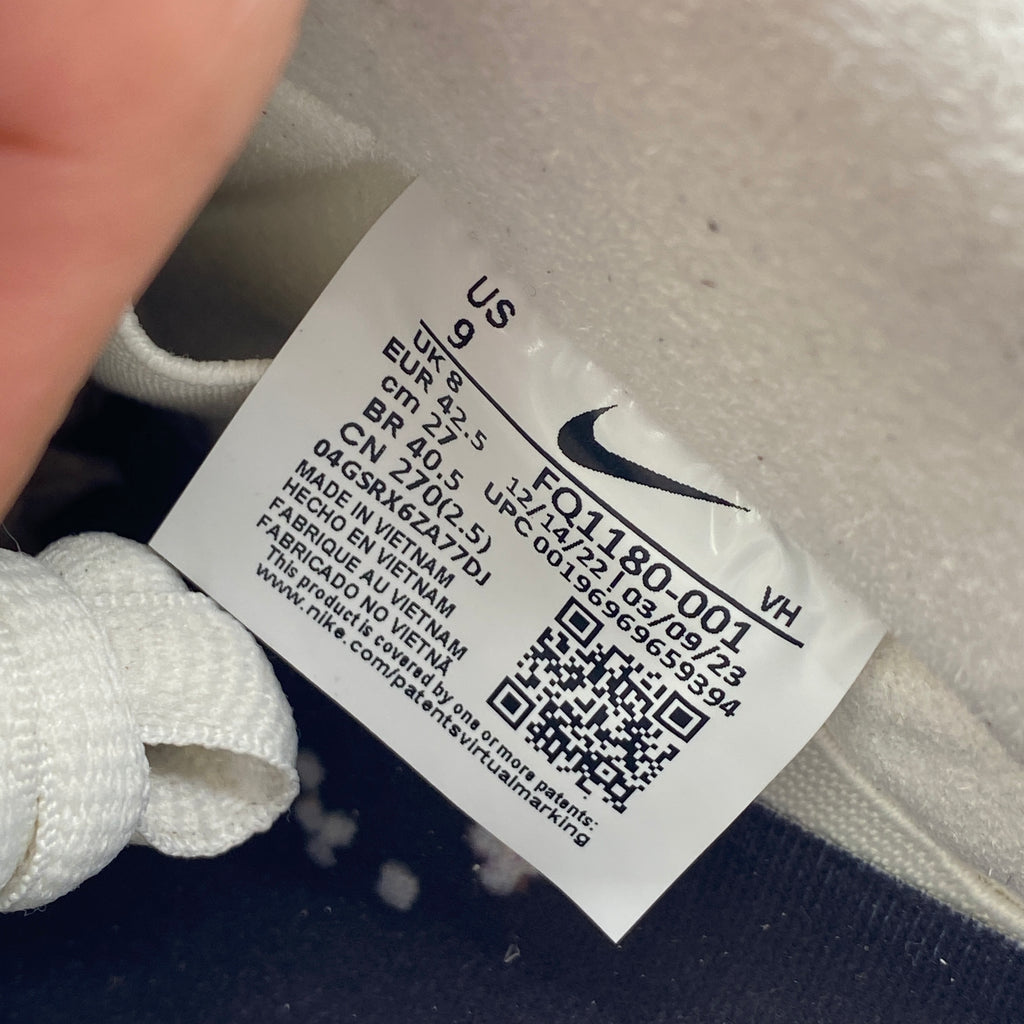 US
9
UK 8
EUR 42.5
cm 27
BR 40.5
CN 270(2.5)
04GSRX6ZA77DJ
MADE IN VIETNAM
HECHO EN VIETNAM
FABRIQUE AU VIETNAM
FABRICADO NO VIETNÃ
This product is covered by one or more patents:
www.nike.com/patentsvirtualmarking
VH
FQ1180-001
12/14/22 | 03/09/23
UPC 00196969659394